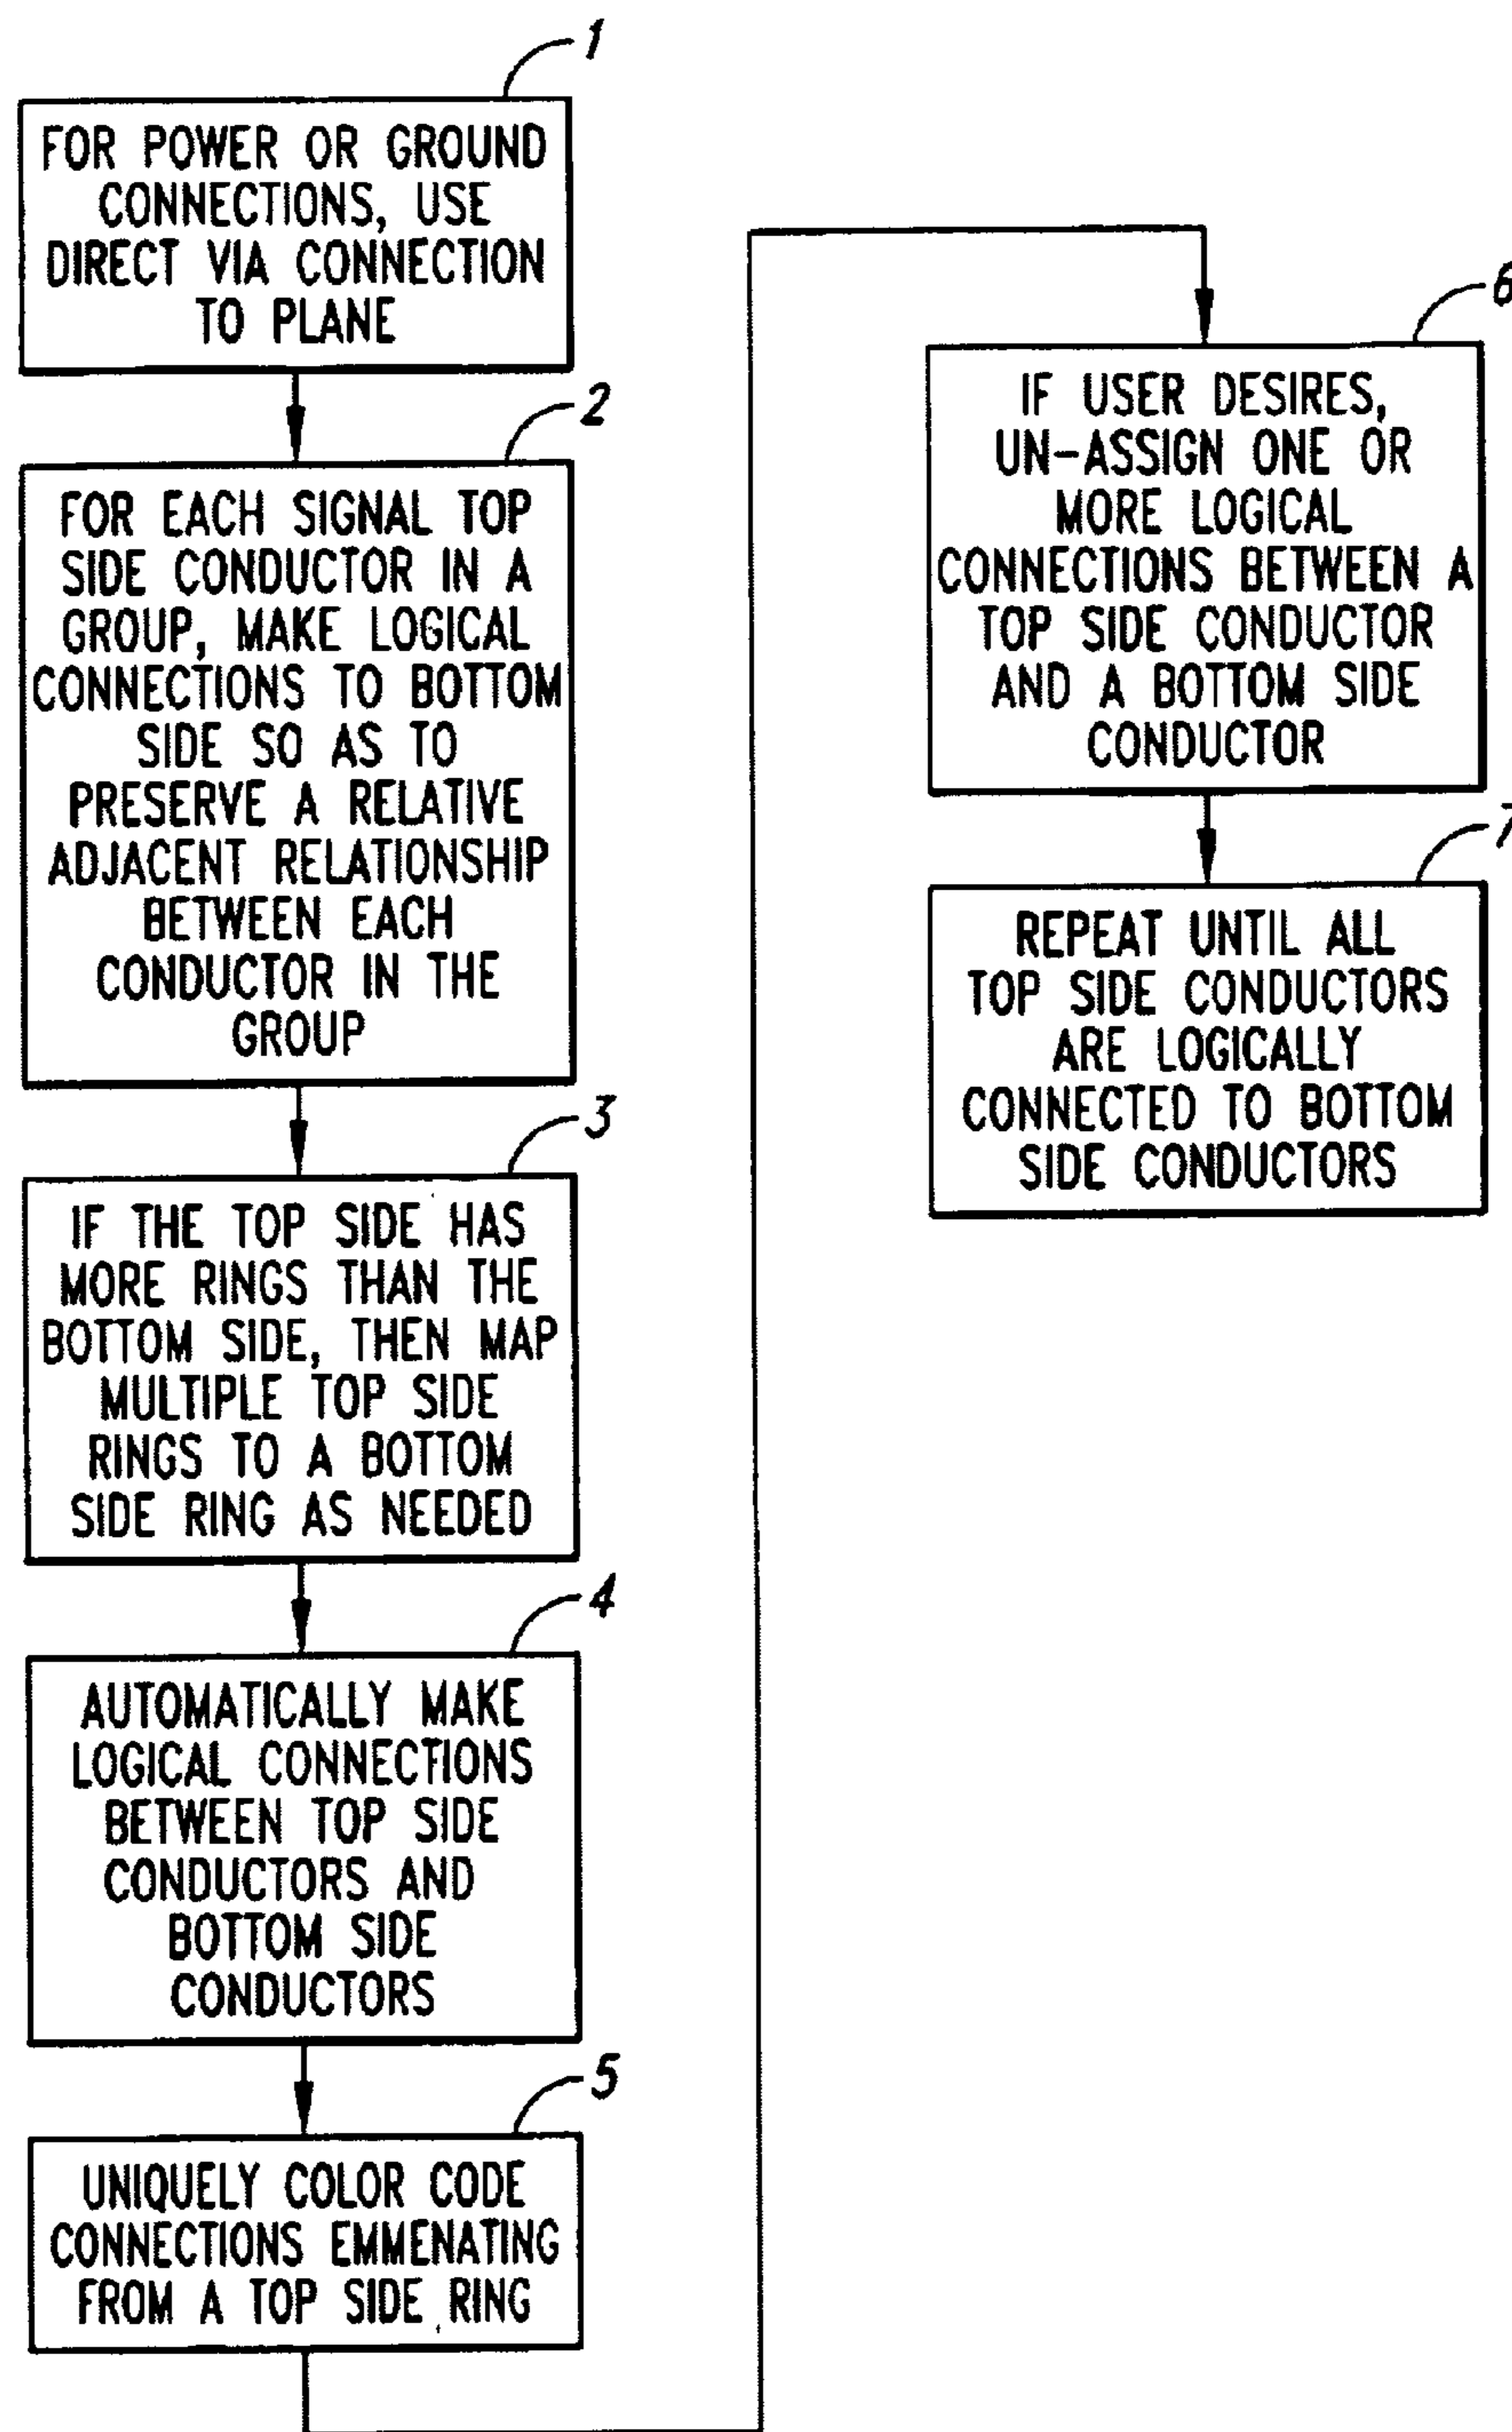 1
FOR POWER OR GROUND
CONNECTIONS, USE
DIRECT VIA CONNECTION
TO PLANE
2
FOR EACH SIGNAL TOP
SIDE CONDUCTOR IN A
GROUP, MAKE LOGICAL
CONNECTIONS TO BOTTOM
SIDE SO AS TO
PRESERVE A RELATIVE
ADJACENT RELATIONSHIP
BETWEEN EACH
CONDUCTOR IN THE
GROUP
3
IF THE TOP SIDE HAS
MORE RINGS THAN THE
BOTTOM SIDE, THEN MAP
MULTIPLE TOP SIDE
RINGS TO A BOTTOM
SIDE RING AS NEEDED
4
AUTOMATICALLY MAKE
LOGICAL CONNECTIONS
BETWEEN TOP SIDE
CONDUCTORS AND
BOTTOM SIDE
CONDUCTORS
5
UNIQUELY COLOR CODE
CONNECTIONS EMMENATING
FROM A TOP SIDE RING
6
IF USER DESIRES,
UN-ASSIGN ONE OR
MORE LOGICAL
CONNECTIONS BETWEEN A
TOP SIDE CONDUCTOR
AND A BOTTOM SIDE
CONDUCTOR
7
REPEAT UNTIL ALL
TOP SIDE CONDUCTORS
ARE LOGICALLY
CONNECTED TO BOTTOM
SIDE CONDUCTORS